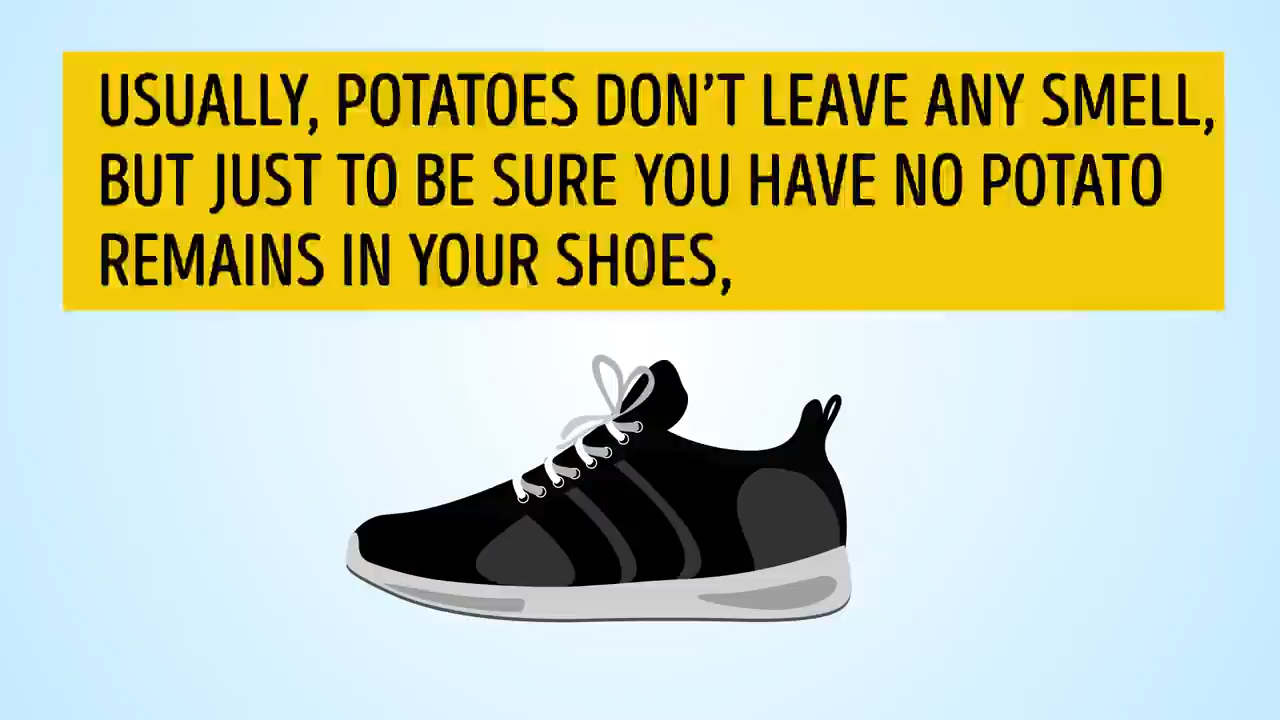 USUALLY, POTATOES DON’T LEAVE ANY SMELL,
BUT JUST TO BE SURE YOU HAVE NO POTATO
REMAINS IN YOUR SHOES,